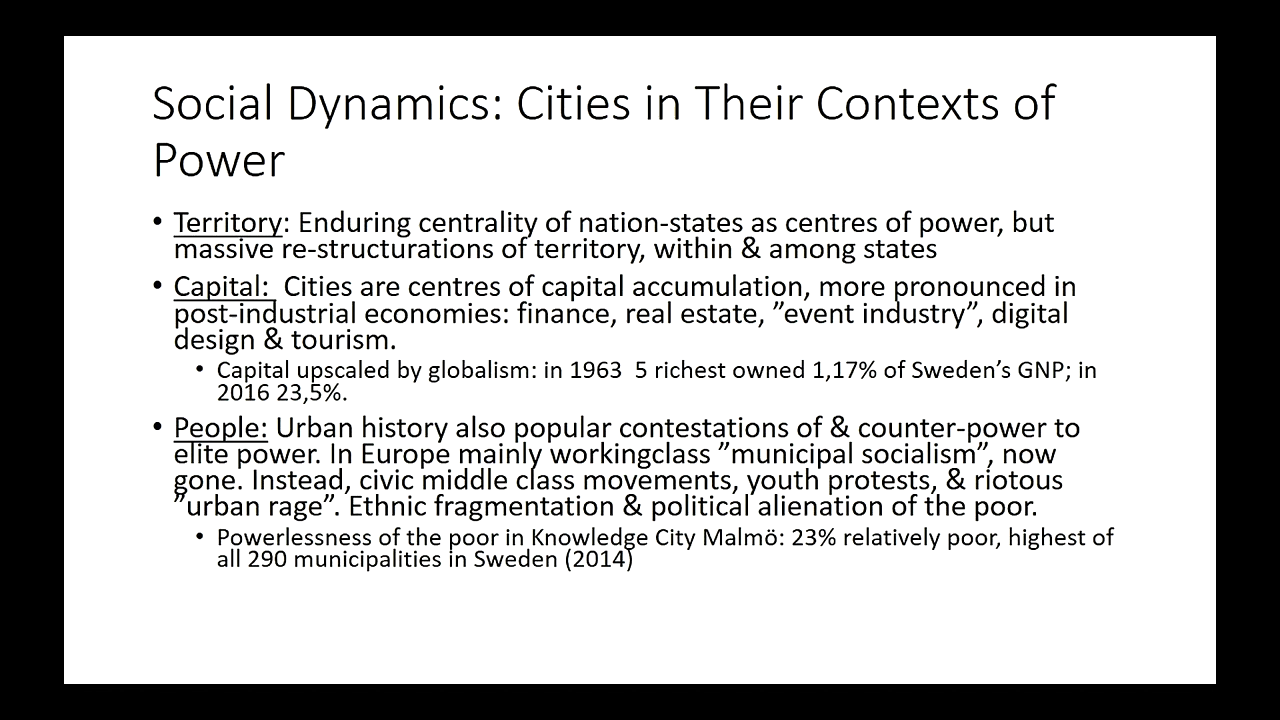 Social Dynamics: Cities in Their Contexts of
Power
• Territory: Enduring centrality of nation-states as centres of power, but
massive re-structurations of territory, within & among states
• Capital:  Cities are centres of capital accumulation, more pronounced in
post-industrial economies: finance, real estate, ”event industry”, digital
design & tourism.
• Capital upscaled by globalism: in 1963  5 richest owned 1,17% of Sweden’s GNP; in
2016 23,5%.
• People: Urban history also popular contestations of & counter-power to
elite power. In Europe mainly workingclass ”municipal socialism”, now
gone. Instead, civic middle class movements, youth protests, & riotous
”urban rage”. Ethnic fragmentation & political alienation of the poor.
• Powerlessness of the poor in Knowledge City Malmö: 23% relatively poor, highest of
all 290 municipalities in Sweden (2014)